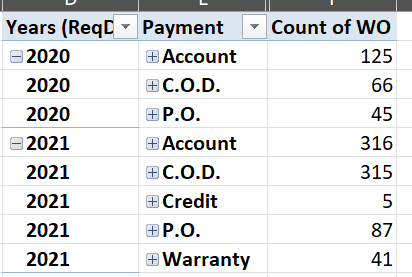 Years (ReqD Payment Count of WO
2020 Account 125
2020 C.O.D. 66
2020 P.O. 45
2021 Account 316
2021 C.O.D. 315
2021 Credit 5
2021 P.O. 87
2021 Warranty 41